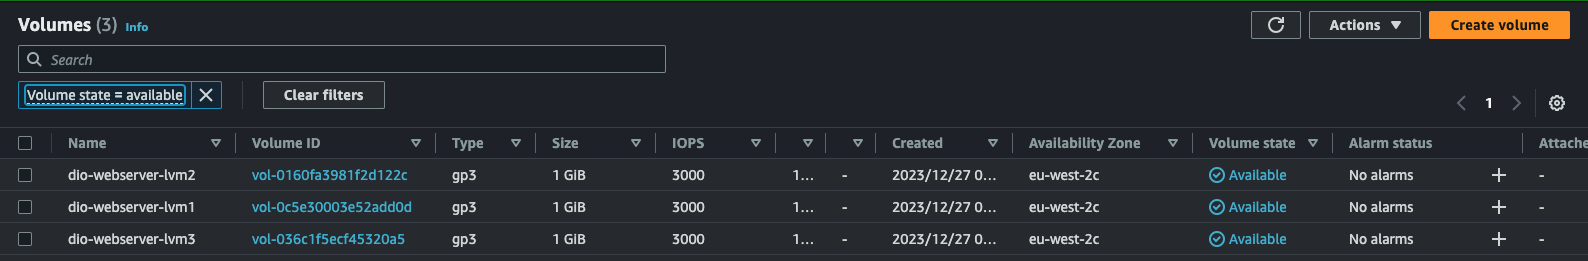 Volumes (3) Info
Actions
Create volume
Search
Volume state = available
Clear filters
1
Name Volume ID Type Size IOPS Created Availability Zone Volume state Alarm status Attache
dio-webserver-lvm2 vol-0160fa3981f2d122c gp3 1 GiB 3000 1... - 2023/12/27 0... eu-west-2c Available No alarms + -
dio-webserver-lvm1 vol-0c5e30003e52add0d gp3 1 GiB 3000 1... - 2023/12/27 0... eu-west-2c Available No alarms + -
dio-webserver-lvm3 vol-036c1f5ecf45320a5 gp3 1 GiB 3000 1... - 2023/12/27 0... eu-west-2c Available No alarms + -